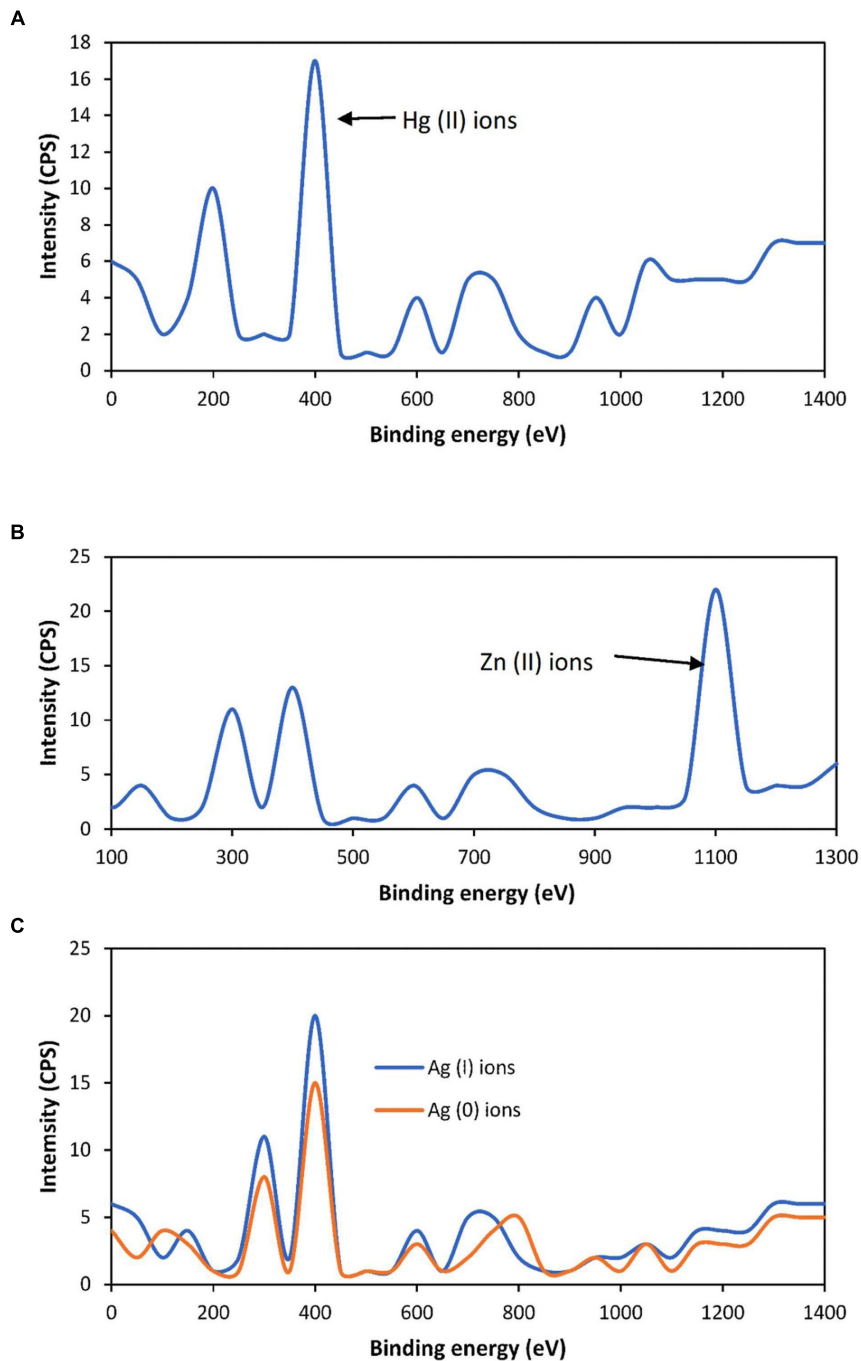 A
18
16
14
12
10
8
6
4
2
0
Intensity (CPS)
Hg (II) ions
0 200 400 600 800 1000 1200 1400
Binding energy (eV)
B
25
20
15
10
5
0
Intensity (CPS)
Zn (II) ions
100 300 500 700 900 1100 1300
Binding energy (eV)
C
25
20
15
10
5
0
Intemsity (CPS)
Ag (I) ions
Ag (0) ions
0 200 400 600 800 1000 1200 1400
Binding energy (eV)